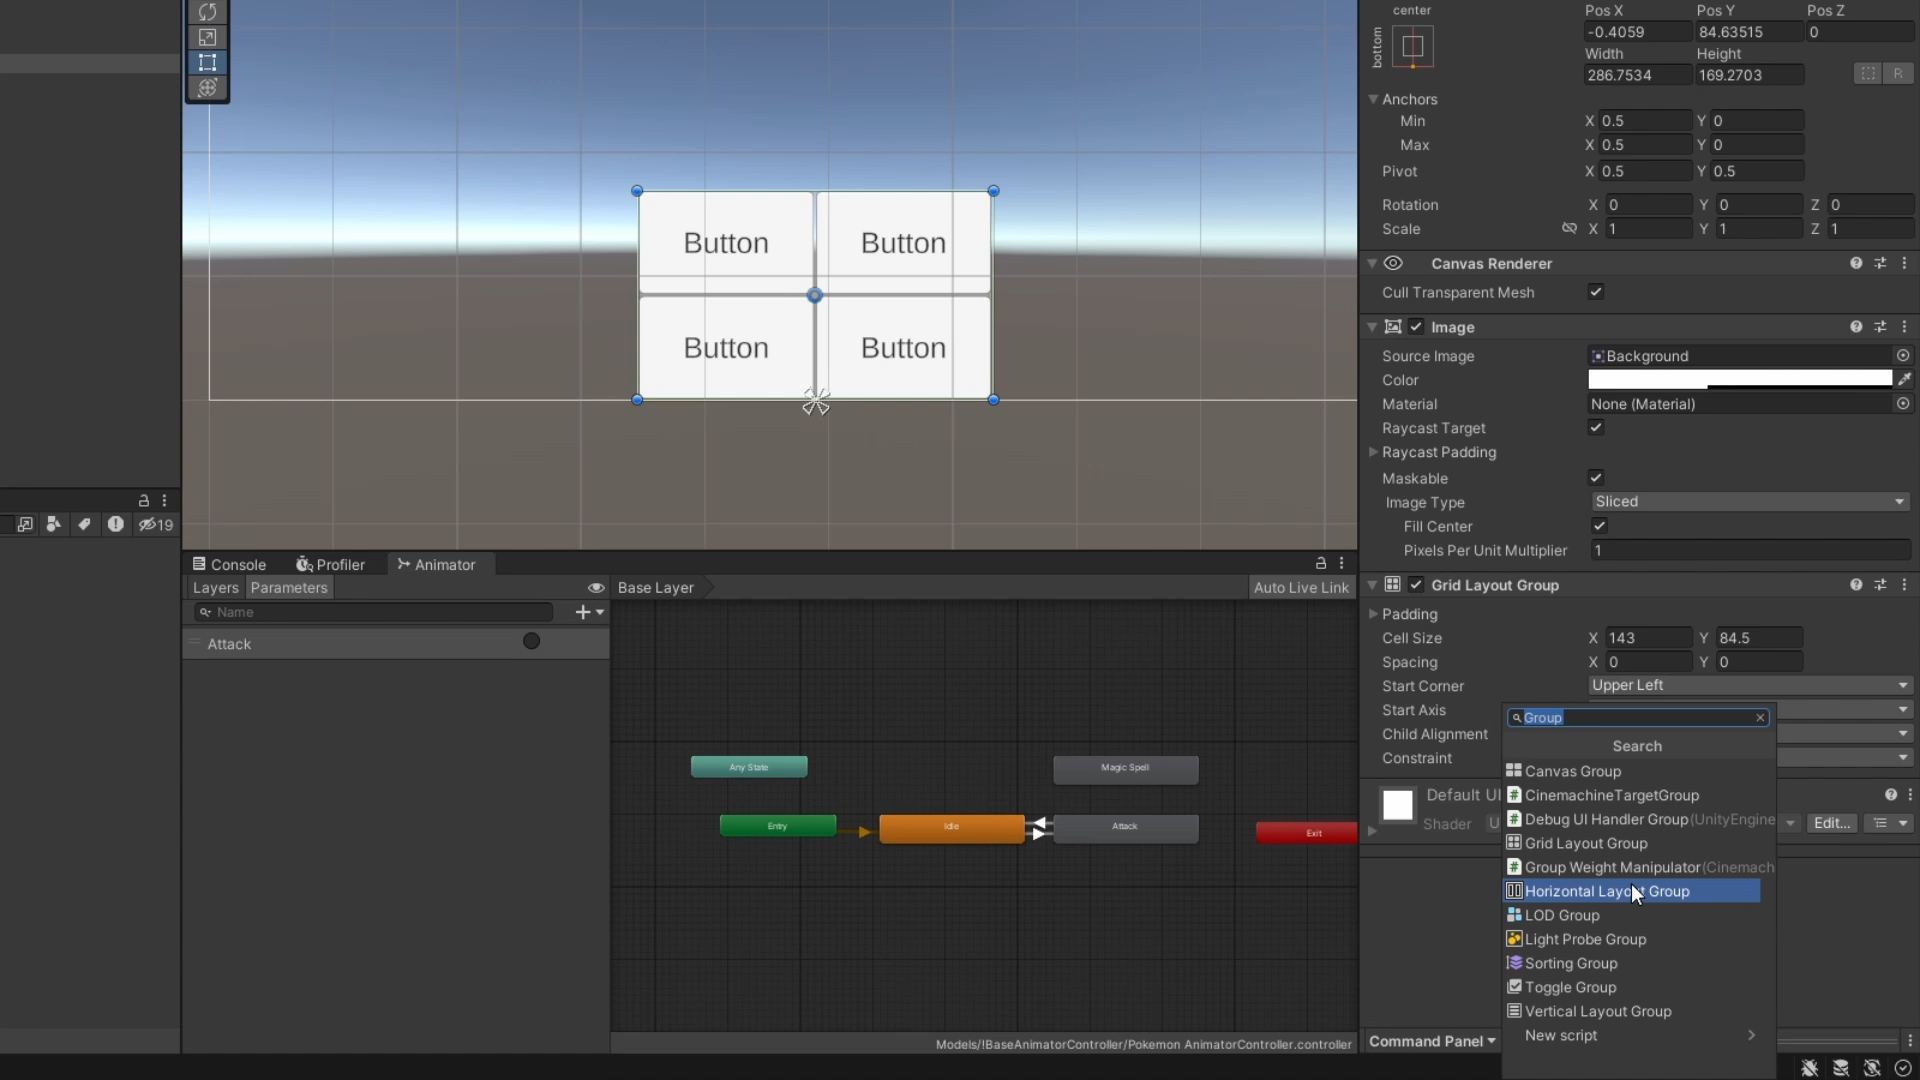 center
bottom
Pos X Pos Y Pos Z
-0.4059 84.63515 0
Width Height
286.7534 169.2703 R
Anchors
Min X 0.5 Y 0
Max X 0.5 Y 0
Pivot X 0.5 Y 0.5
Rotation X 0 Y 0 Z 0
Scale X 1 Y 1 Z 1
Canvas Renderer
Cull Transparent Mesh
Image
Source Image Background
Color
Material None (Material)
Raycast Target
Raycast Padding
Maskable
Image Type Sliced
Fill Center
Pixels Per Unit Multiplier 1
Grid Layout Group
Padding
Cell Size X 143 Y 84.5
Spacing X 0 Y 0
Start Corner Upper Left
Start Axis
Child Alignment
Constraint
Default UI
Shader U Edit...
Group
Search
Canvas Group
CinemachineTargetGroup
Debug UI Handler Group (UnityEngine
Grid Layout Group
Group Weight Manipulator (Cinemach
Horizontal Layout Group
LOD Group
Light Probe Group
Sorting Group
Toggle Group
Vertical Layout Group
New script
Command Panel
Button Button
Button Button
19
Console Profiler Animator
Layers Parameters Base Layer Auto Live Link
Name
Attack
Any State Magic Spell
Entry Idle Attack Exit
Models/!BaseAnimatorController/Pokemon AnimatorController.controller